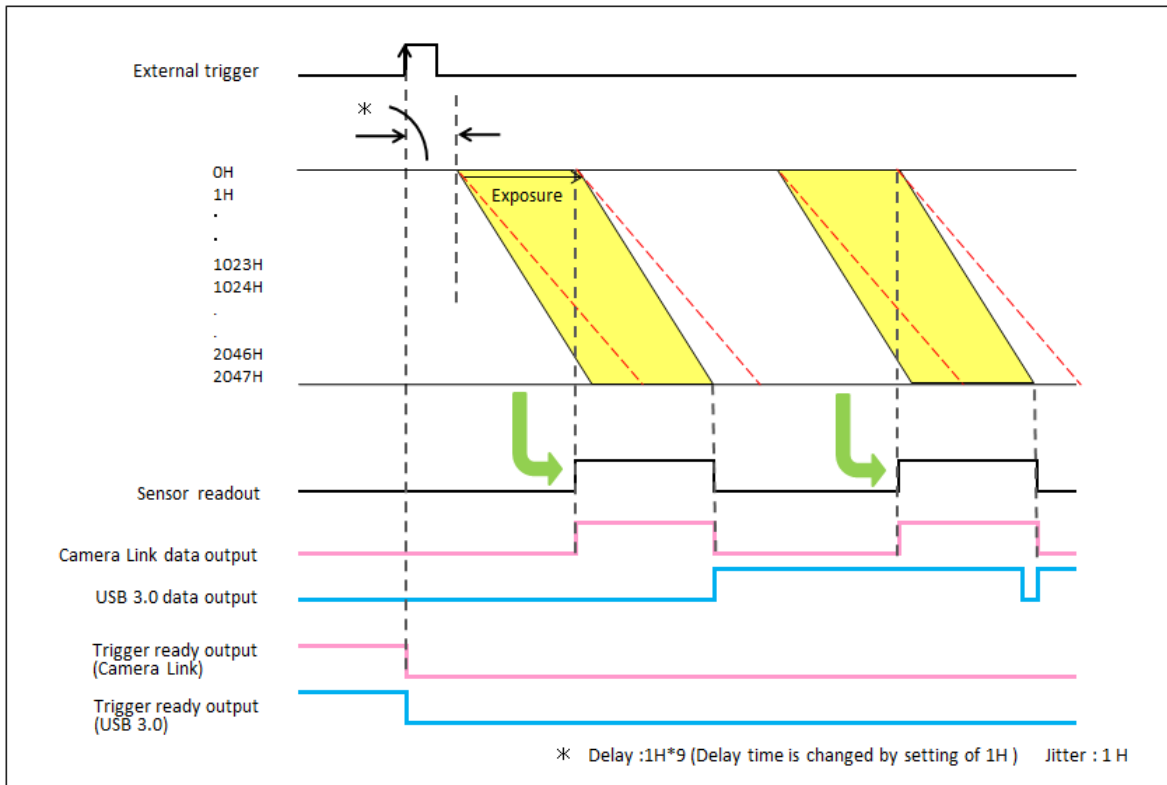 External trigger
*
0H
1H
.
.
1023H
1024H
.
.
2046H
2047H
Exposure
Sensor readout
Camera Link data output
USB 3.0 data output
Trigger ready output
(Camera Link)
Trigger ready output
(USB 3.0)
* Delay :1H*9 (Delay time is changed by setting of 1H ) Jitter : 1 H